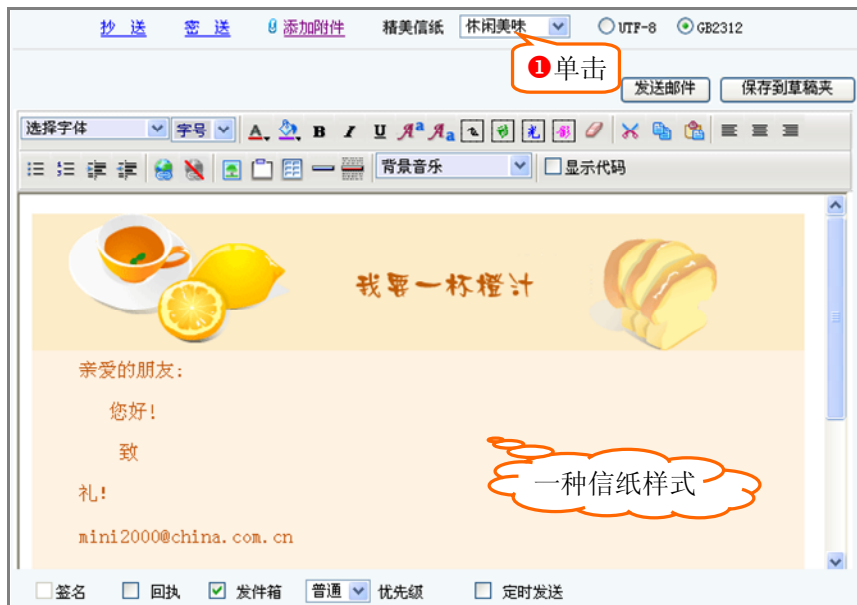 抄 送 密 送 添加附件 精美信纸 休闲美味 UTF-8 GB2312
❶单击
发送邮件 保存到草稿夹
选择字体 字号 A B I U
背景音乐 显示代码
我要一杯橙汁
亲爱的朋友:
您好!
致
礼!
mini2000@china.com.cn
一种信纸样式
签名 回执 发件箱 普通 优先级 定时发送